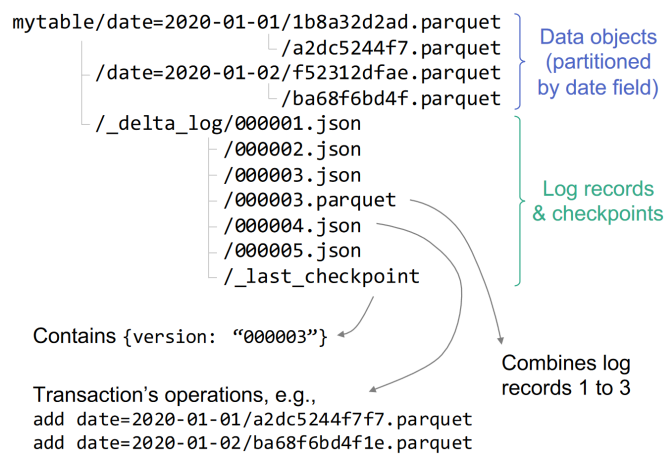 mytable/date=2020-01-01/1b8a32d2ad.parquet
/a2dc5244f7.parquet
/date=2020-01-02/f52312dfae.parquet
/ba68f6bd4f.parquet
/_delta_log/000001.json
/000002.json
/000003.json
/000003.parquet
/000004.json
/000005.json
/_last_checkpoint
Data objects
(partitioned
by date field)
Log records
& checkpoints
Contains {version: “000003”}
Combines log
records 1 to 3
Transaction’s operations, e.g.,
add date=2020-01-01/a2dc5244f7f7.parquet
add date=2020-01-02/ba68f6bd4f1e.parquet